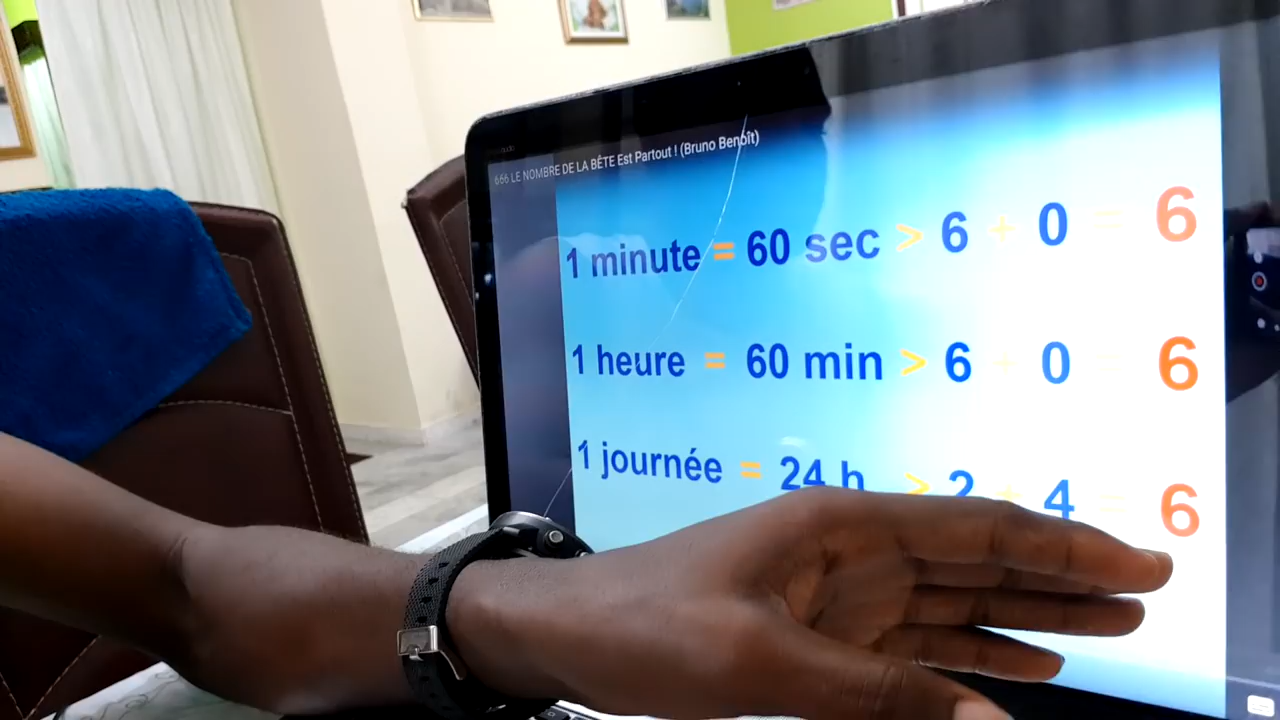 666 LE NOMBRE DE LA BÊTE Est Partout ! (Bruno Benoît)
1 minute = 60 sec > 6 + 0 = 6
1 heure = 60 min > 6 + 0 = 6
1 journée = 24 h > 2 + 4 = 6